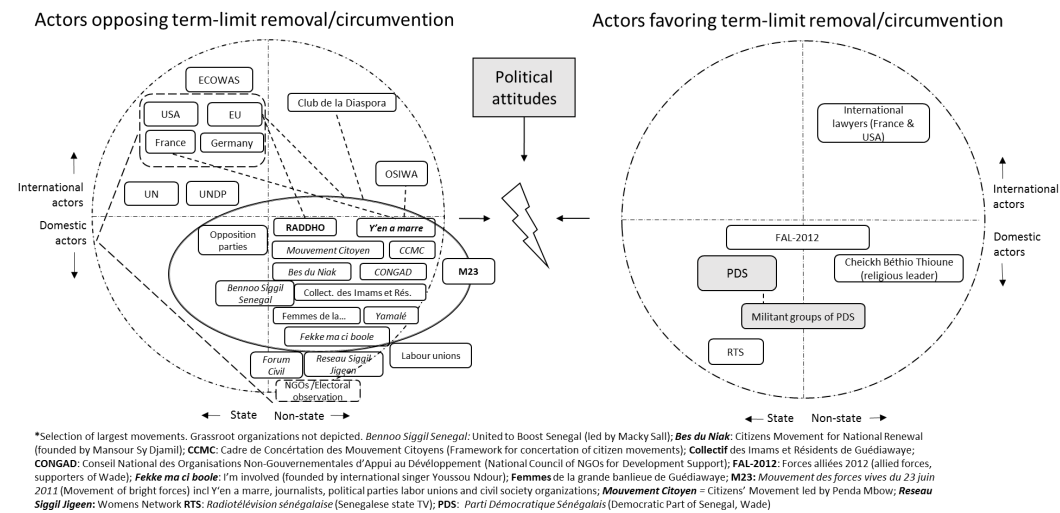 Actors opposing term-limit removal/circumvention
Actors favoring term-limit removal/circumvention
ECOWAS
USA
EU
France
Germany
Club de la Diaspora
OSIWA
UN
UNDP
International
actors
Domestic
actors
Opposition
parties
RADDHO
Y'en a marre
Mouvement Citoyen
CCMC
Bes du Niak
CONGAD
M23
Bennoo Siggil
Senegal
Collect. des Imams et Rés.
Femmes de la...
Yamalé
Fekke ma ci boole
Labour unions
Forum
Civil
Reseau Siggil
Jigeen
NGOs/Electoral
observation
State
Non-state
Political
attitudes
International
lawyers (France &
USA)
International
actors
Domestic
actors
FAL-2012
PDS
Cheickh Béthio Thioune
(religious leader)
Militant groups of PDS
RTS
State
Non-state
*Selection of largest movements. Grassroot organizations not depicted. Bennoo Siggil Senegal: United to Boost Senegal (led by Macky Sall); Bes du Niak: Citizens Movement for National Renewal
(founded by Mansour Sy Djamil); CCMC: Cadre de Concértation des Mouvement Citoyens (Framework for concertation of citizen movements); Collectif des Imams et Résidents de Guédiawaye;
CONGAD: Conseil National des Organisations Non-Gouvernementales d'Appui au Dévéloppement (National Council of NGOs for Development Support); FAL-2012: Forces alliées 2012 (allied forces,
supporters of Wade); Fekke ma ci boole: I'm involved (founded by international singer Youssou Ndour); Femmes de la grande banlieue de Guédiawaye; M23: Mouvement des forces vives du 23 juin
2011 (Movement of bright forces) incl Y'en a marre, journalists, political parties labor unions and civil society organizations; Mouvement Citoyen = Citizens' Movement led by Penda Mbow; Reseau
Siggil Jigeen: Womens Network RTS: Radiotélévision sénégalaise (Senegalese state TV); PDS: Parti Démocratique Sénégalais (Democratic Part of Senegal, Wade)